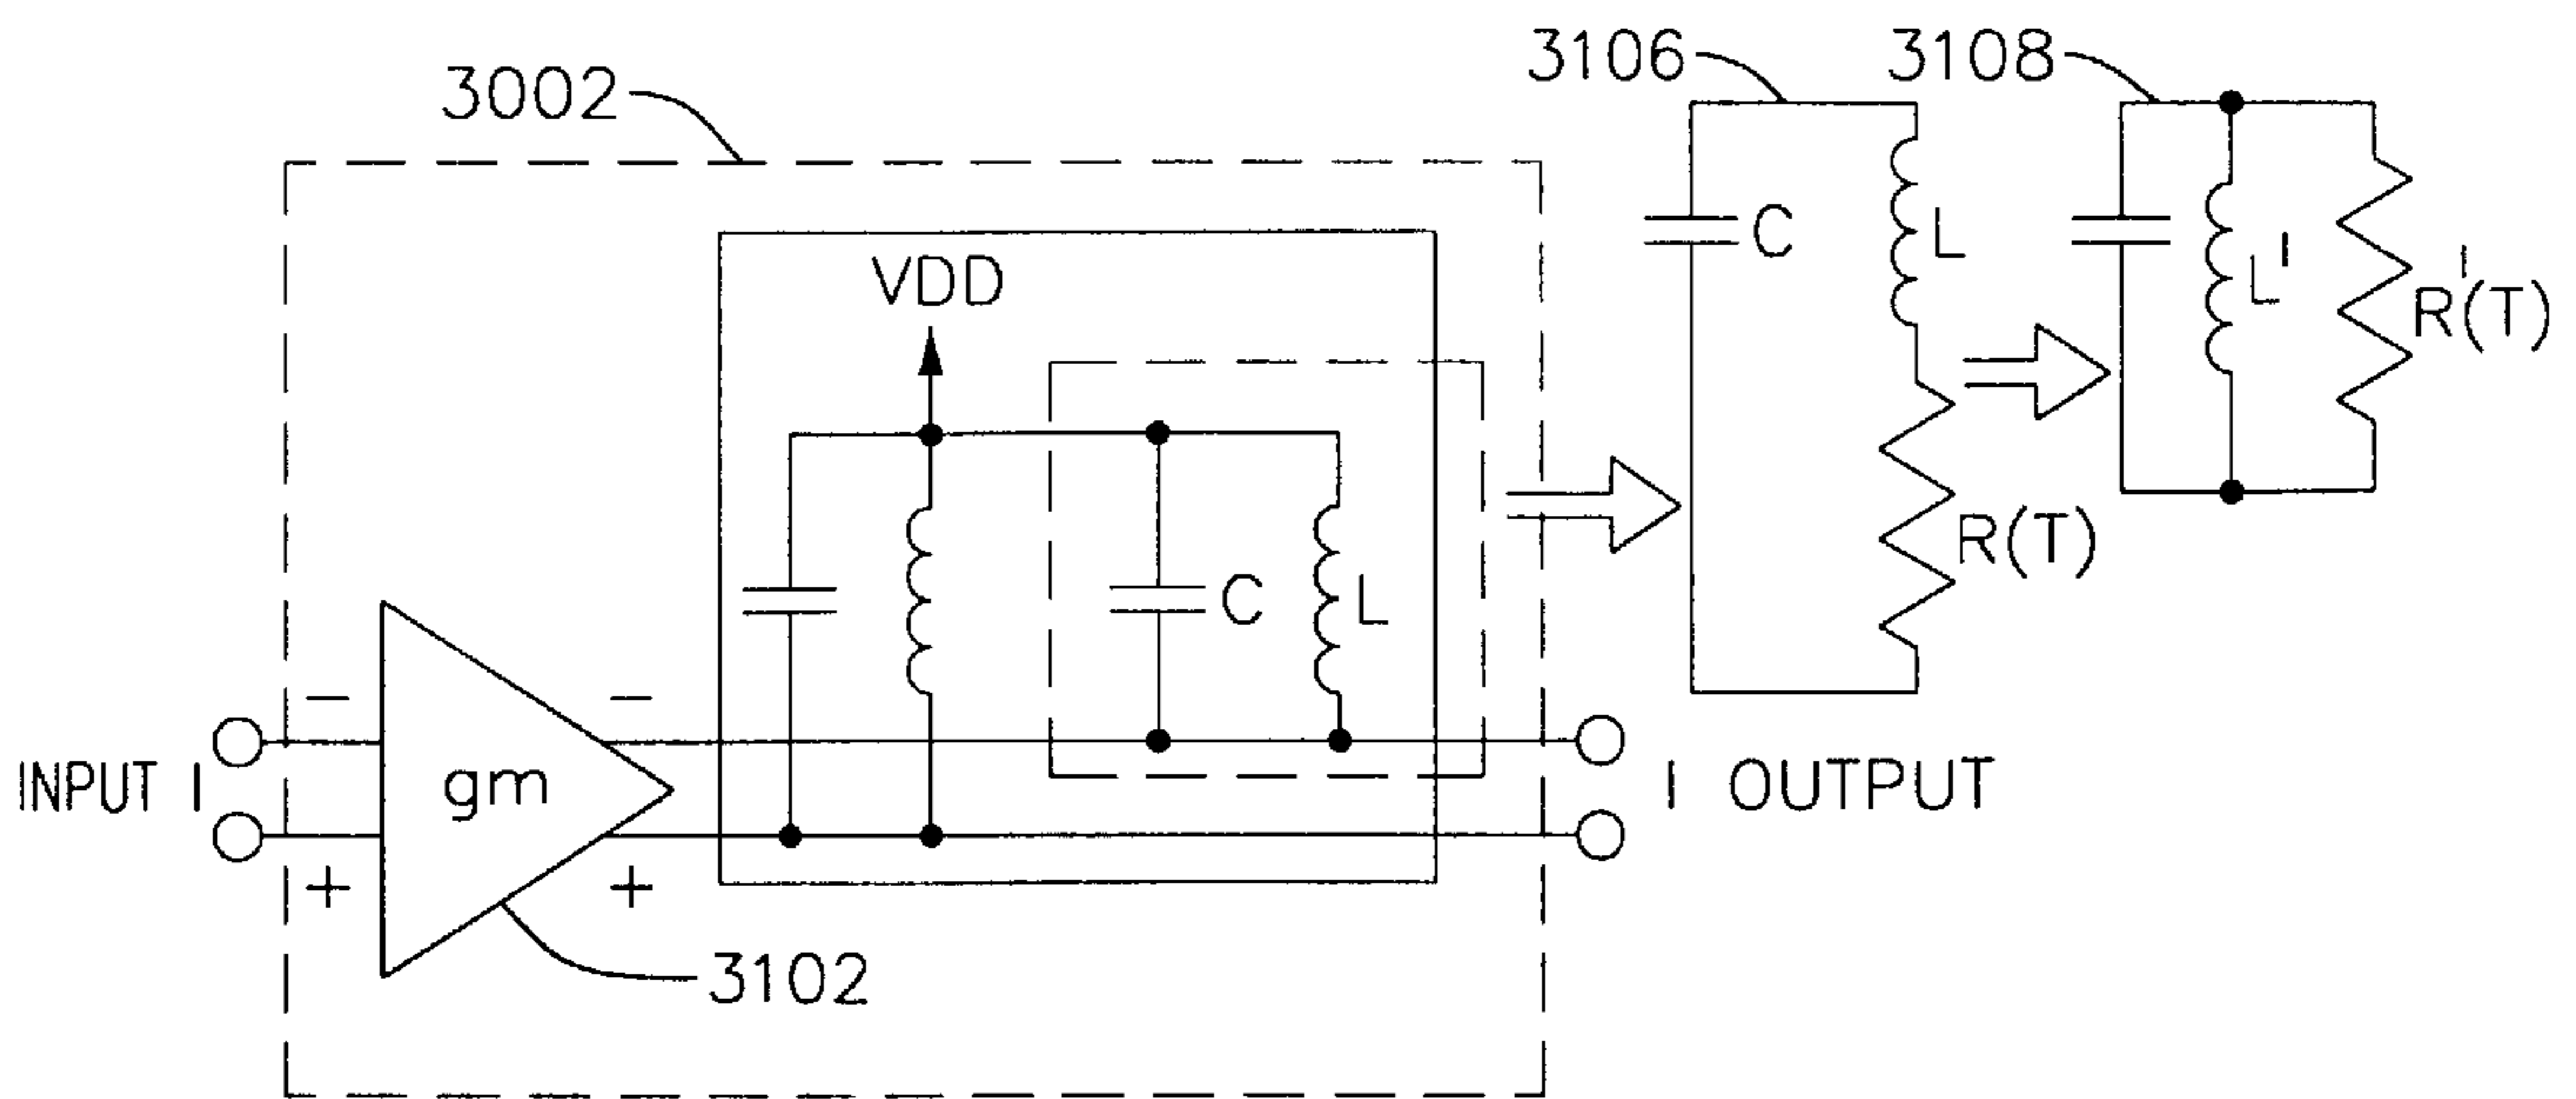 3002
3106
3108
VDD
C
L
C
L
R(T)
L'
R'(T)
INPUT I
gm
-
+
-
+
I OUTPUT
3102